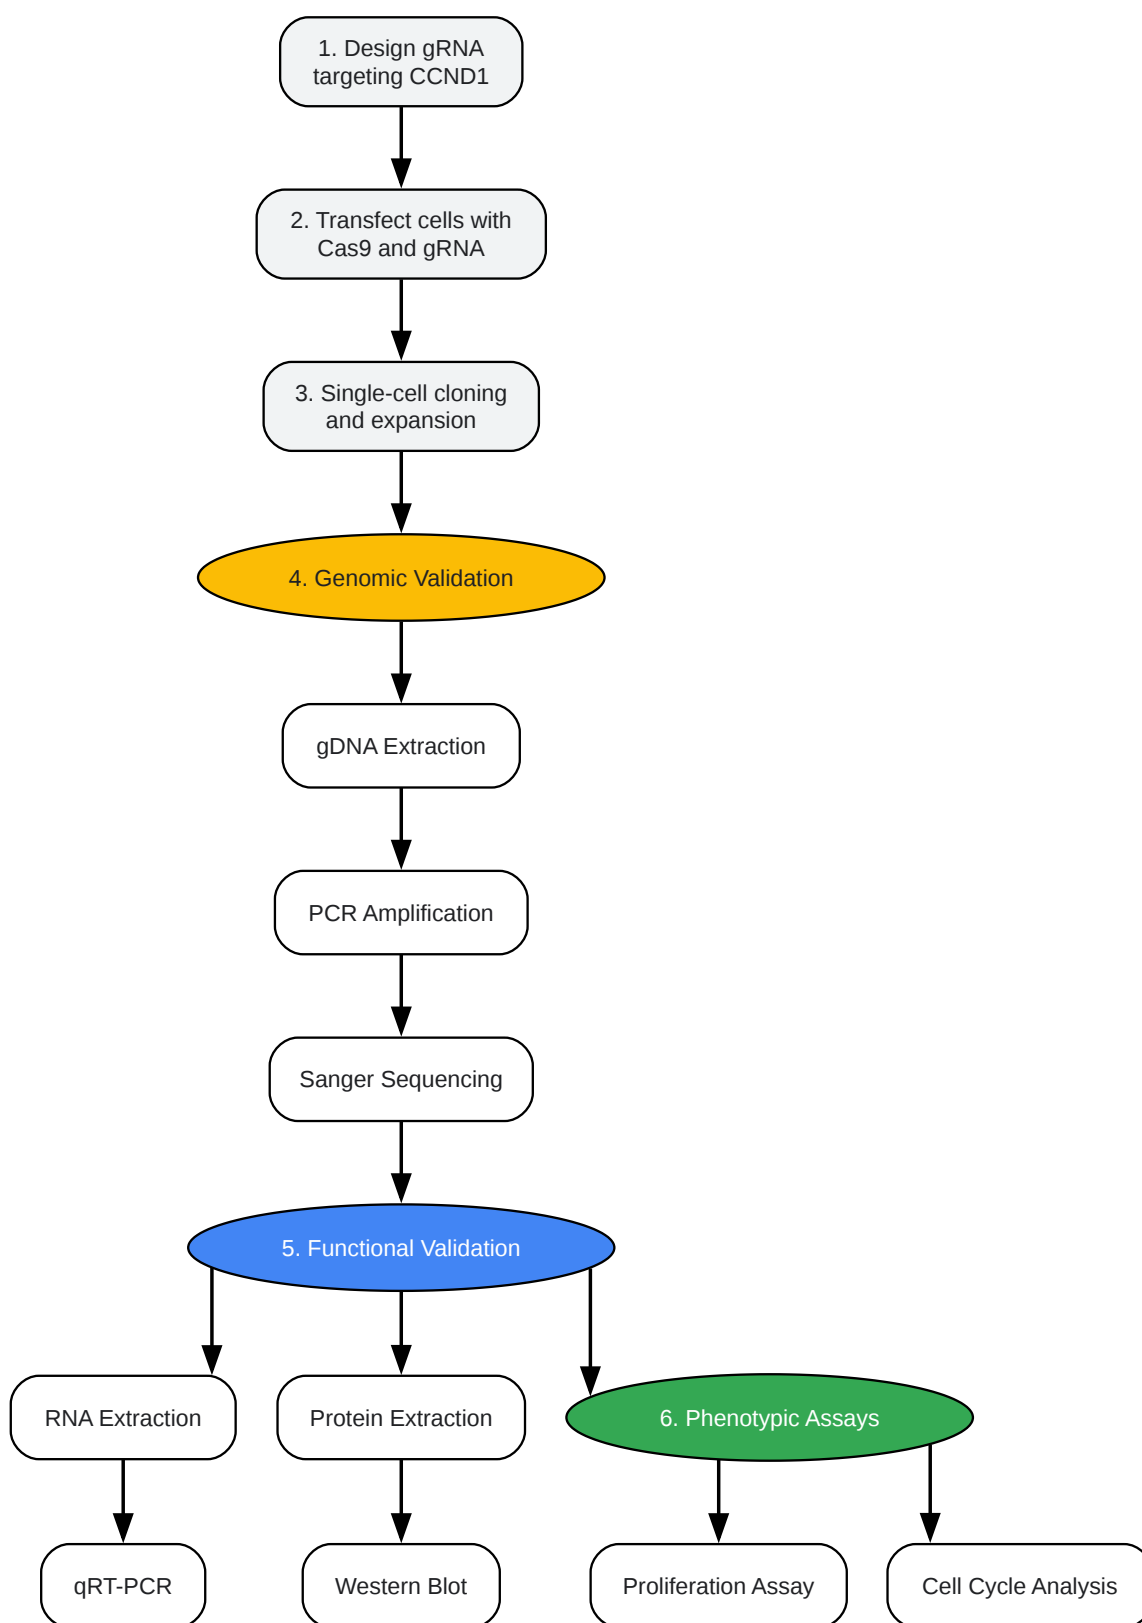 1. Design gRNA
targeting CCND1
2. Transfect cells with
Cas9 and gRNA
3. Single-cell cloning
and expansion
4. Genomic Validation
gDNA Extraction
PCR Amplification
Sanger Sequencing
5. Functional Validation
RNA Extraction
Protein Extraction
6. Phenotypic Assays
qRT-PCR
Western Blot
Proliferation Assay
Cell Cycle Analysis